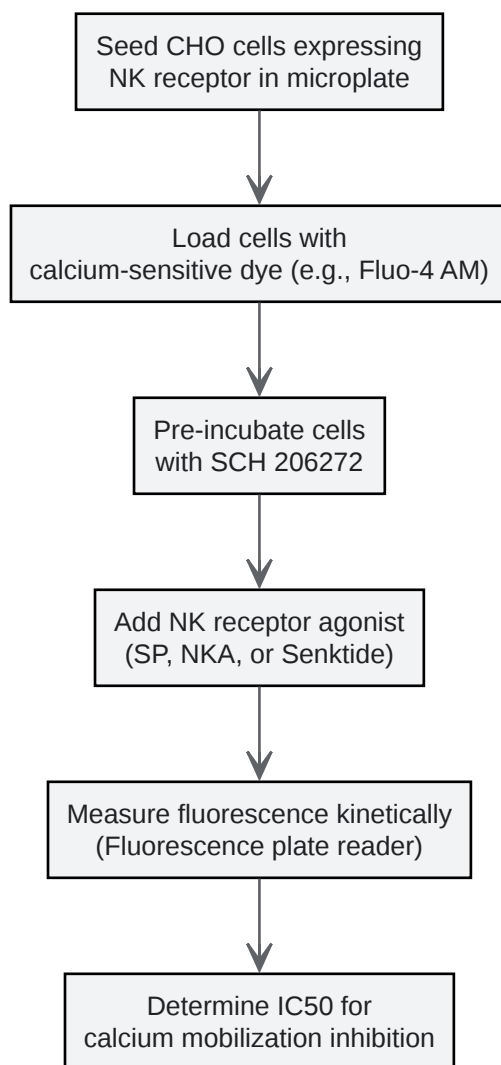 Seed CHO cells expressing
NK receptor in microplate
Load cells with
calcium-sensitive dye (e.g., Fluo-4 AM)
Pre-incubate cells
with SCH 206272
Add NK receptor agonist
(SP, NKA, or Senktide)
Measure fluorescence kinetically
(Fluorescence plate reader)
Determine IC50 for
calcium mobilization inhibition